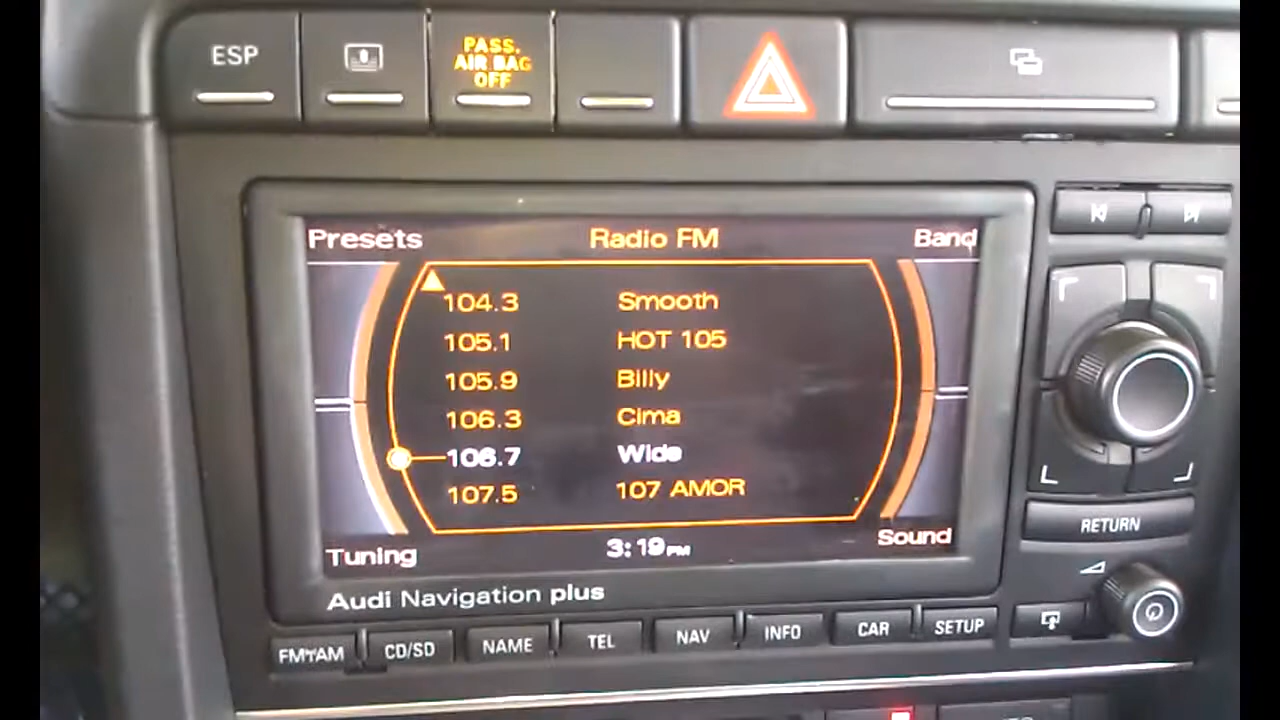 ESP
PASS.
AIR BAG
OFF
Presets
Radio FM
Band
104.3 Smooth
105.1 HOT 105
105.9 Billy
106.3 Cima
106.7 Wide
107.5 107 AMOR
Tuning
3:19 PM
Sound
RETURN
Audi Navigation plus
FM AM
CD/SD
NAME
TEL
NAV
INFO
CAR
SETUP